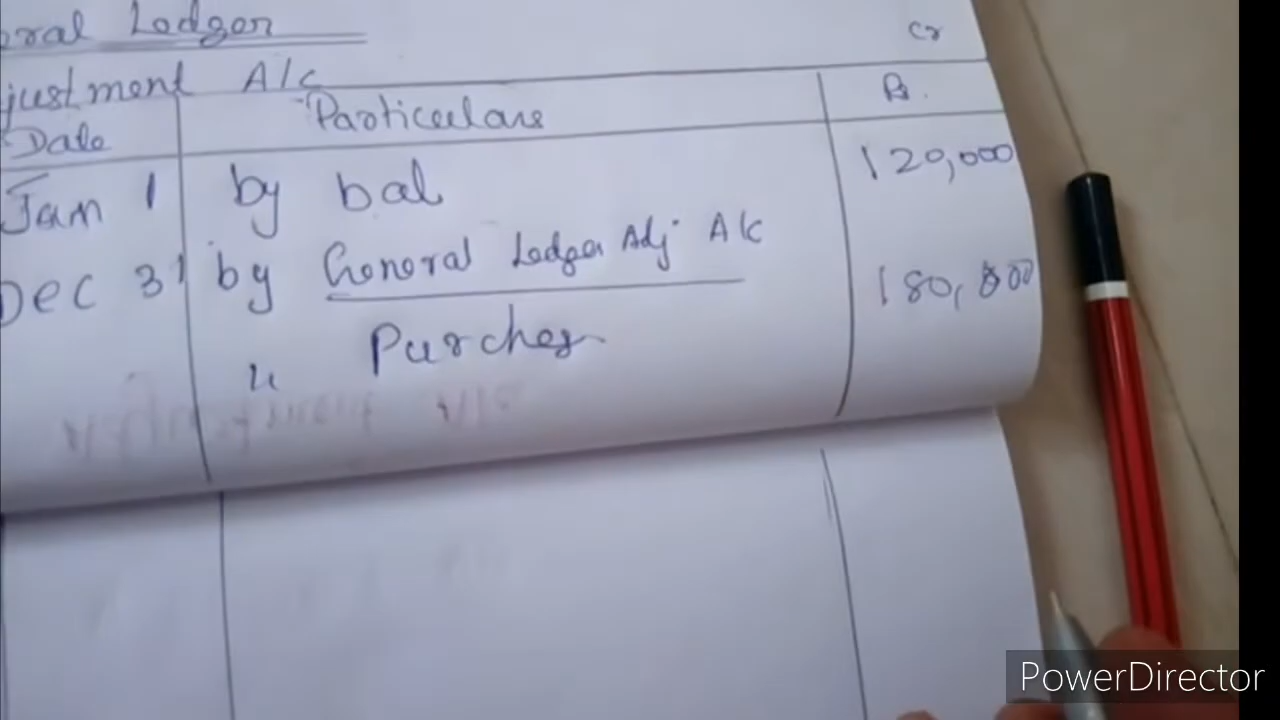 eral Ledger
Cr
justment A/c
Date Particulars Rs.
Jan 1 by bal 120,000
Dec 31 by General Ledger Adj A/c 180,000
" Purches
PowerDirector